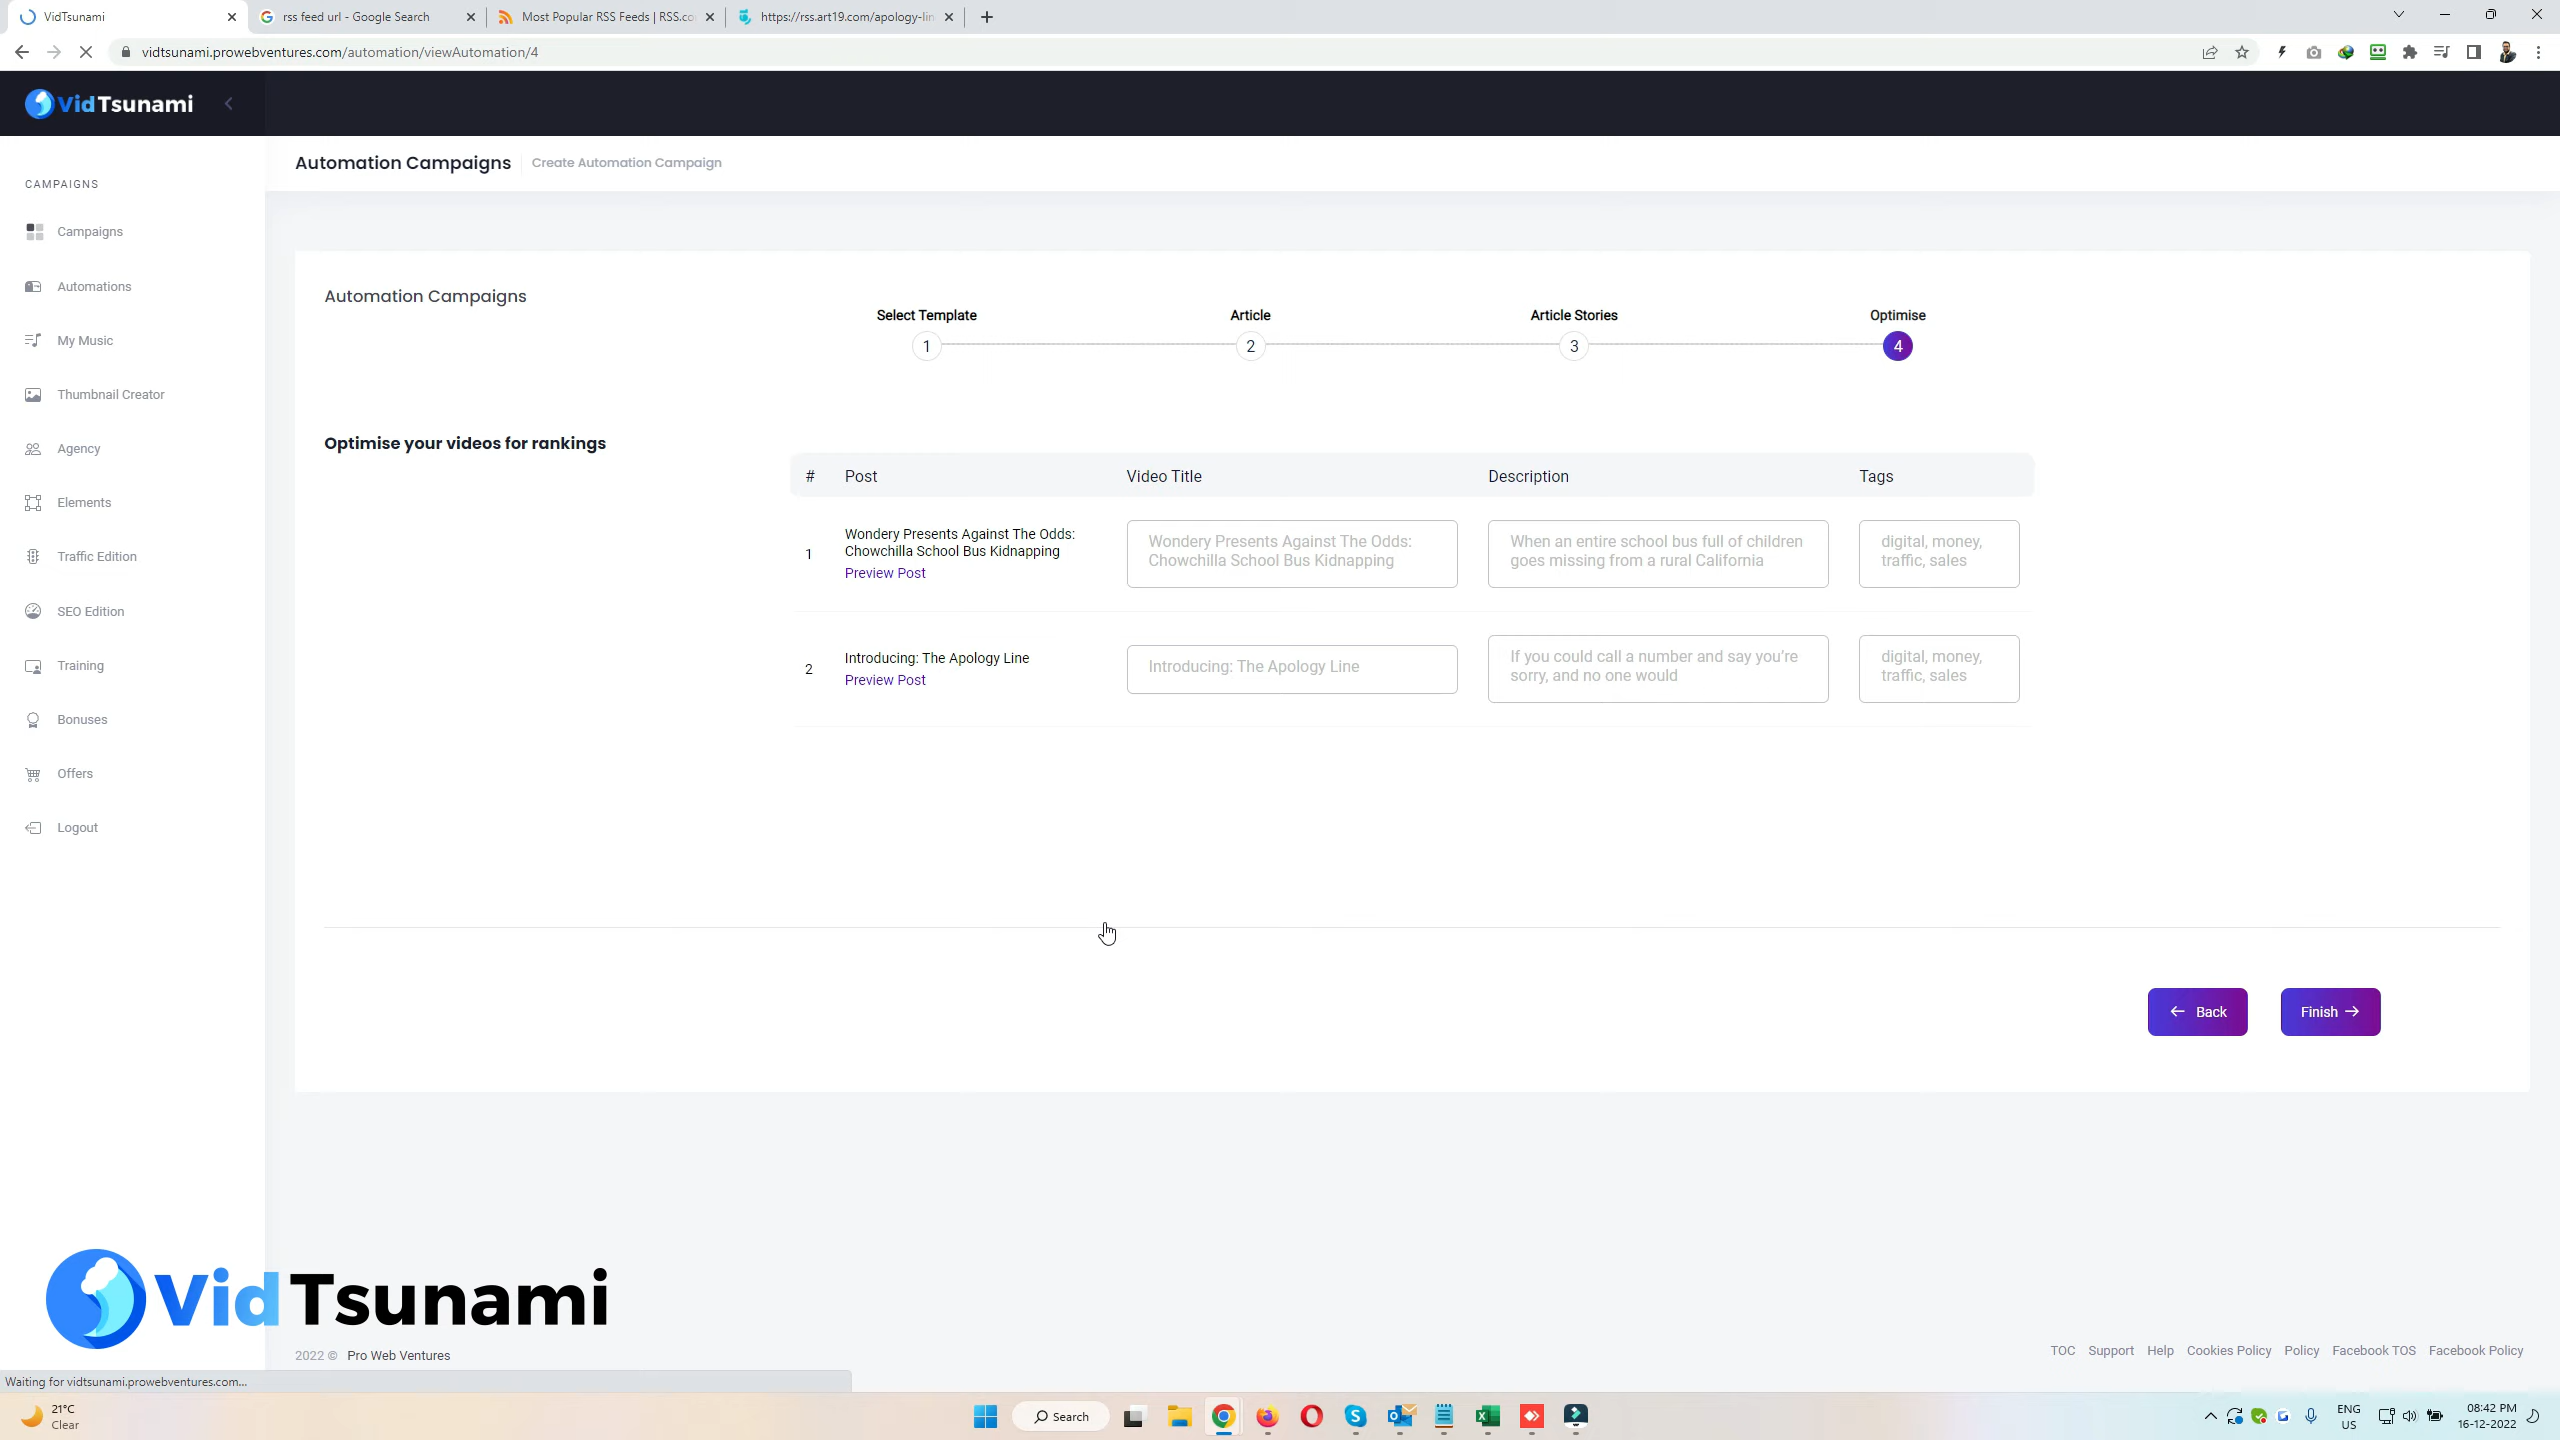 VidTsunami
rss feed url - Google Search
Most Popular RSS Feeds | RSS.co
https://rss.art19.com/apology-lin
vidtsunami.prowebventures.com/automation/viewAutomation/4
VidTsunami
Automation Campaigns
Create Automation Campaign
CAMPAIGNS
Campaigns
Automations
My Music
Thumbnail Creator
Agency
Elements
Traffic Edition
SEO Edition
Training
Bonuses
Offers
Logout
Automation Campaigns
Select Template
Article
Article Stories
Optimise
1
2
3
4
Optimise your videos for rankings
# Post Video Title Description Tags
1
Wondery Presents Against The Odds:
Chowchilla School Bus Kidnapping
Preview Post
Wondery Presents Against The Odds:
Chowchilla School Bus Kidnapping
When an entire school bus full of children
goes missing from a rural California
digital, money,
traffic, sales
2
Introducing: The Apology Line
Preview Post
Introducing: The Apology Line
If you could call a number and say you're
sorry, and no one would
digital, money,
traffic, sales
Back
Finish
VidTsunami
2022 © Pro Web Ventures
TOC Support Help Cookies Policy Policy Facebook TOS Facebook Policy
Waiting for vidtsunami.prowebventures.com...
21°C
Clear
Search
ENG
US
08:42 PM
16-12-2022